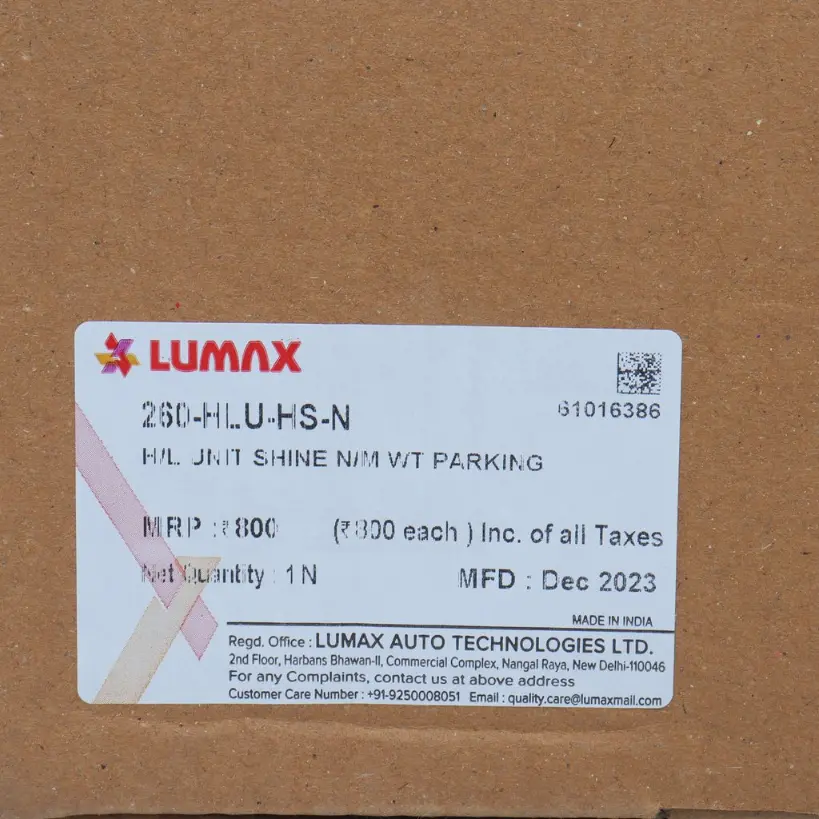 LUMAX
260-HLU-HS-N
61016386
H/L UNIT SHINE N/M WT PARKING
MRP : ₹ 800 (₹ 800 each ) Inc. of all Taxes
Net Quantity : 1 N MFD : Dec 2023
MADE IN INDIA
Regd. Office : LUMAX AUTO TECHNOLOGIES LTD.
2nd Floor, Harbans Bhawan-II, Commercial Complex, Nangal Raya, New Delhi-110046
For any Complaints, contact us at above address
Customer Care Number : +91-9250008051 Email : quality.care@lumaxmail.com